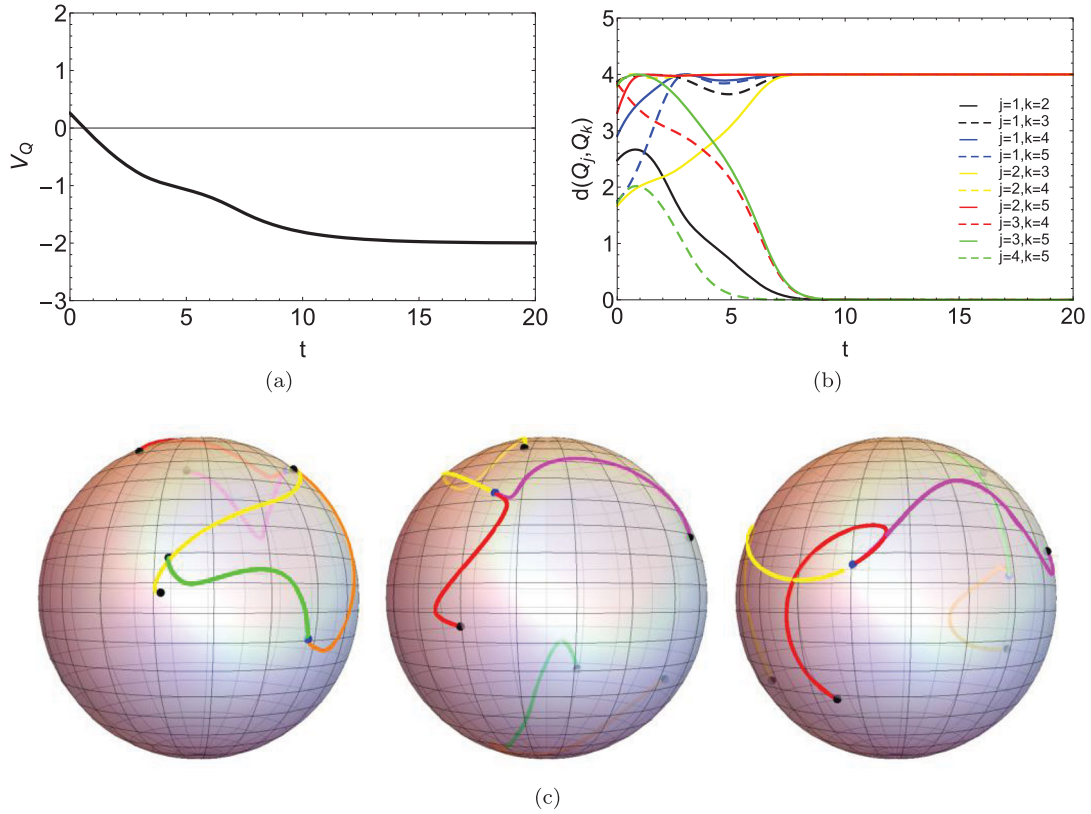 2
1
0
−1
−2
−3
V_Q
0
5
10
15
20
t
(a)
5
4
3
2
1
0
d(Q_j, Q_k)
0
5
10
15
20
t
j=1,k=2
j=1,k=3
j=1,k=4
j=1,k=5
j=2,k=3
j=2,k=4
j=2,k=5
j=3,k=4
j=3,k=5
j=4,k=5
(b)
(c)